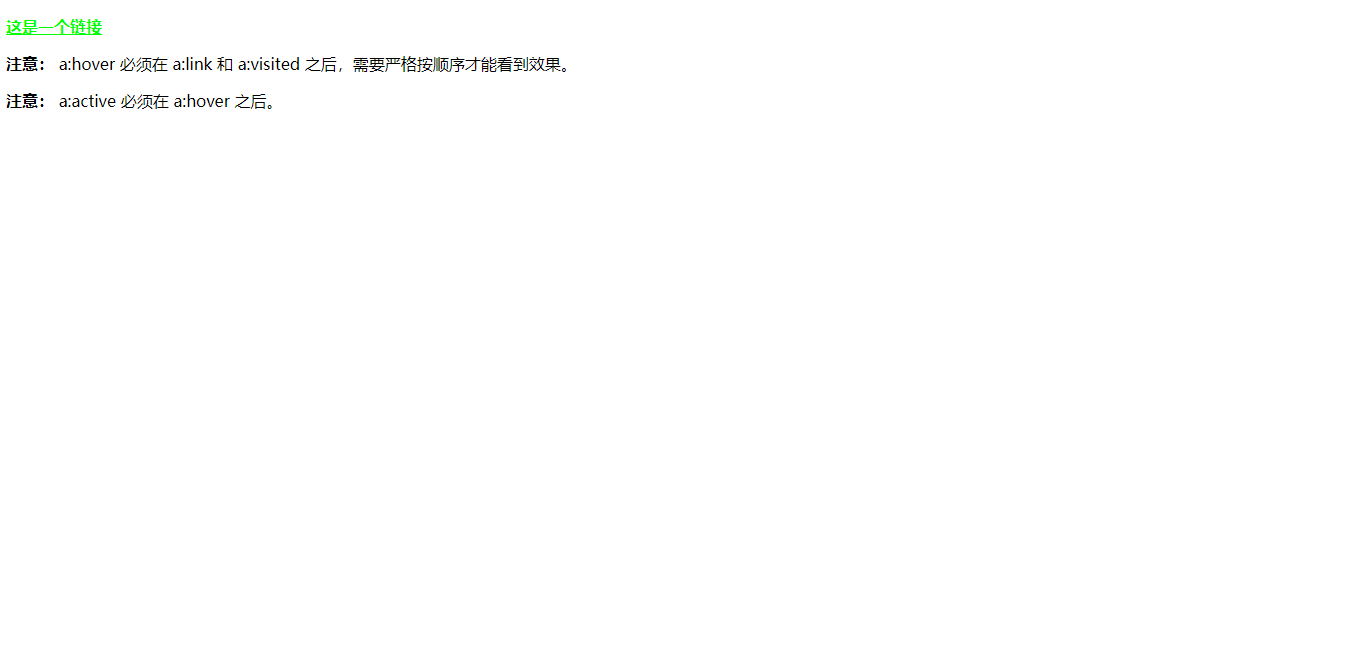 这是一个链接
注意： a:hover 必须在 a:link 和 a:visited 之后，需要严格按顺序才能看到效果。
注意： a:active 必须在 a:hover 之后。